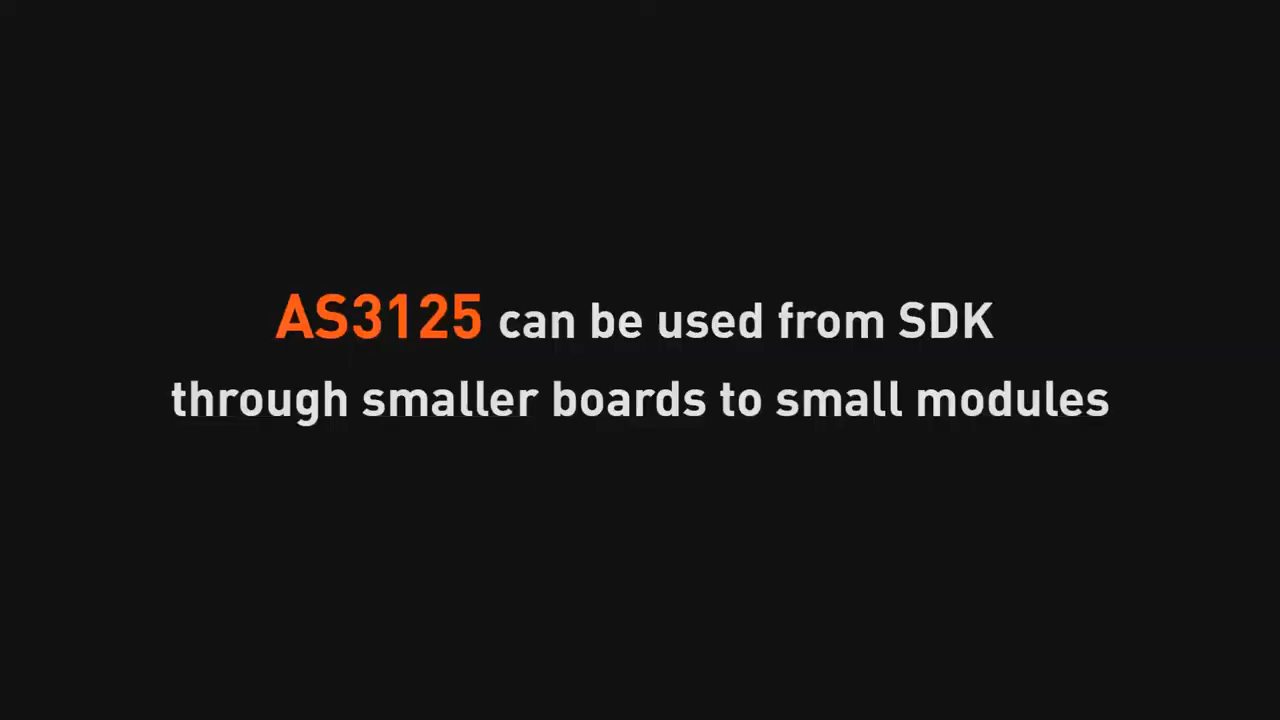 AS3125 can be used from SDK
through smaller boards to small modules